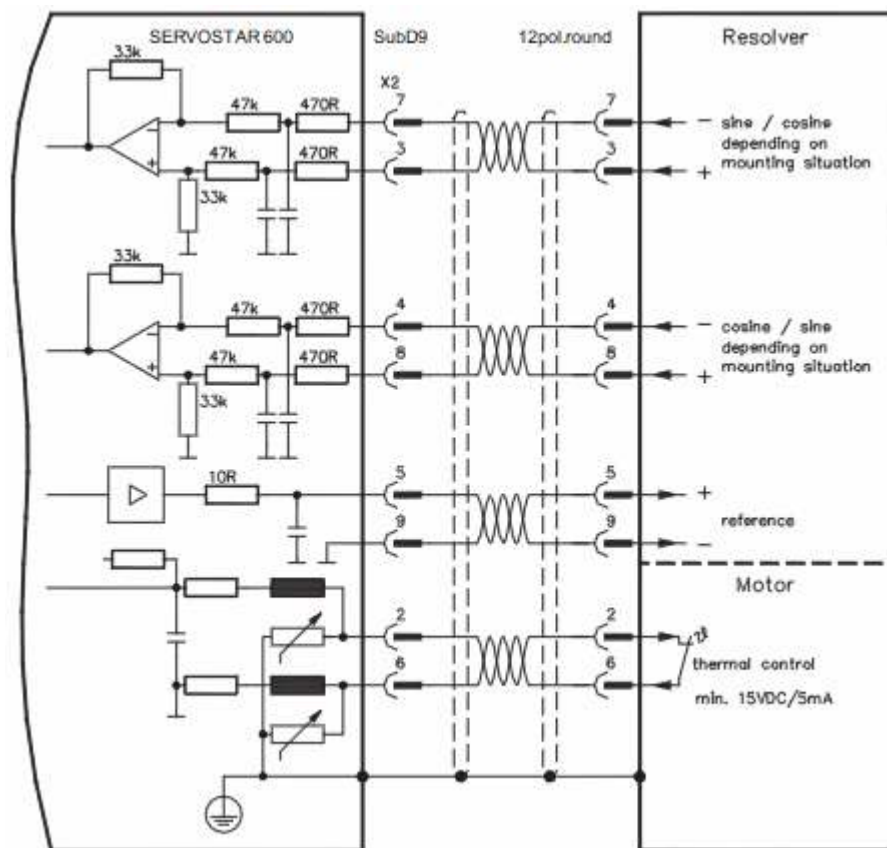 SERVOSTAR 600
SubD9
12pol.round
Resolver
33k
X2
47k
470R
7
7
– sine / cosine
depending on
mounting situation
47k
470R
3
3
+
33k
33k
47k
470R
4
4
– cosine / sine
depending on
mounting situation
47k
470R
8
8
+
33k
10R
5
5
+
reference
9
9
–
Motor
2
2
ϑ
thermal control
6
6
min. 15VDC/5mA